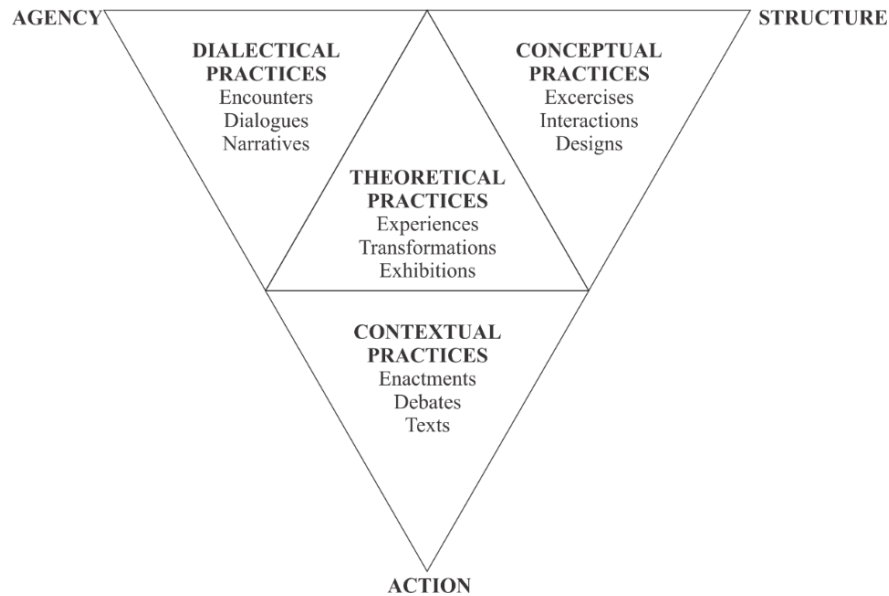 AGENCY
STRUCTURE
DIALECTICAL
PRACTICES
Encounters
Dialogues
Narratives
CONCEPTUAL
PRACTICES
Excercises
Interactions
Designs
THEORETICAL
PRACTICES
Experiences
Transformations
Exhibitions
CONTEXTUAL
PRACTICES
Enactments
Debates
Texts
ACTION